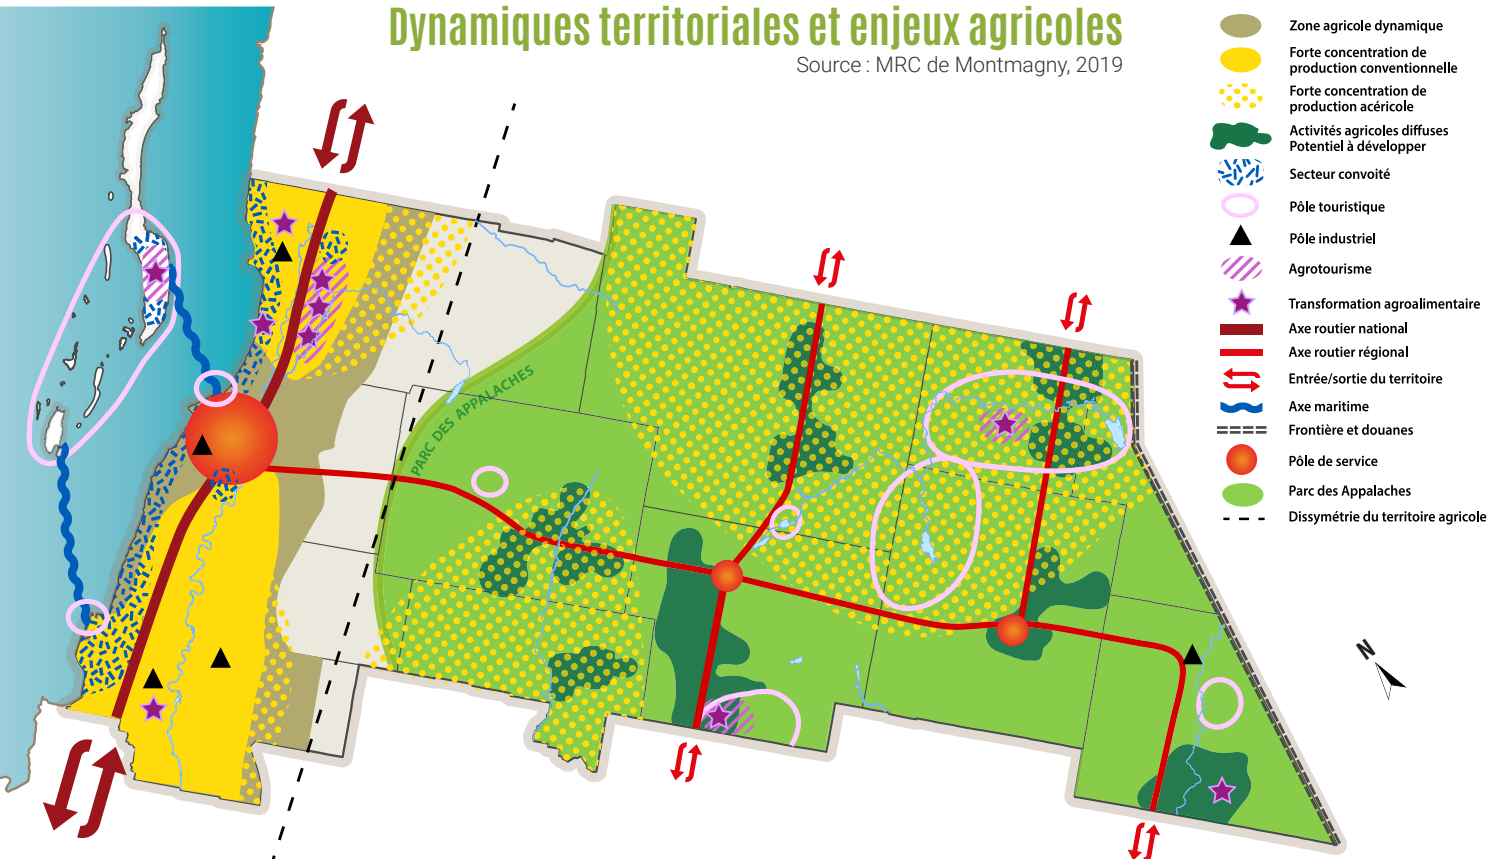 Dynamiques territoriales et enjeux agricoles
Source : MRC de Montmagny, 2019
Zone agricole dynamique
Forte concentration de
production conventionnelle
Forte concentration de
production acéricole
Activités agricoles diffuses
Potentiel à développer
Secteur convoité
Pôle touristique
Pôle industriel
Agrotourisme
Transformation agroalimentaire
Axe routier national
Axe routier régional
Entrée/sortie du territoire
Axe maritime
Frontière et douanes
Pôle de service
Parc des Appalaches
Dissymétrie du territoire agricole
PARC DES APPALACHES
N